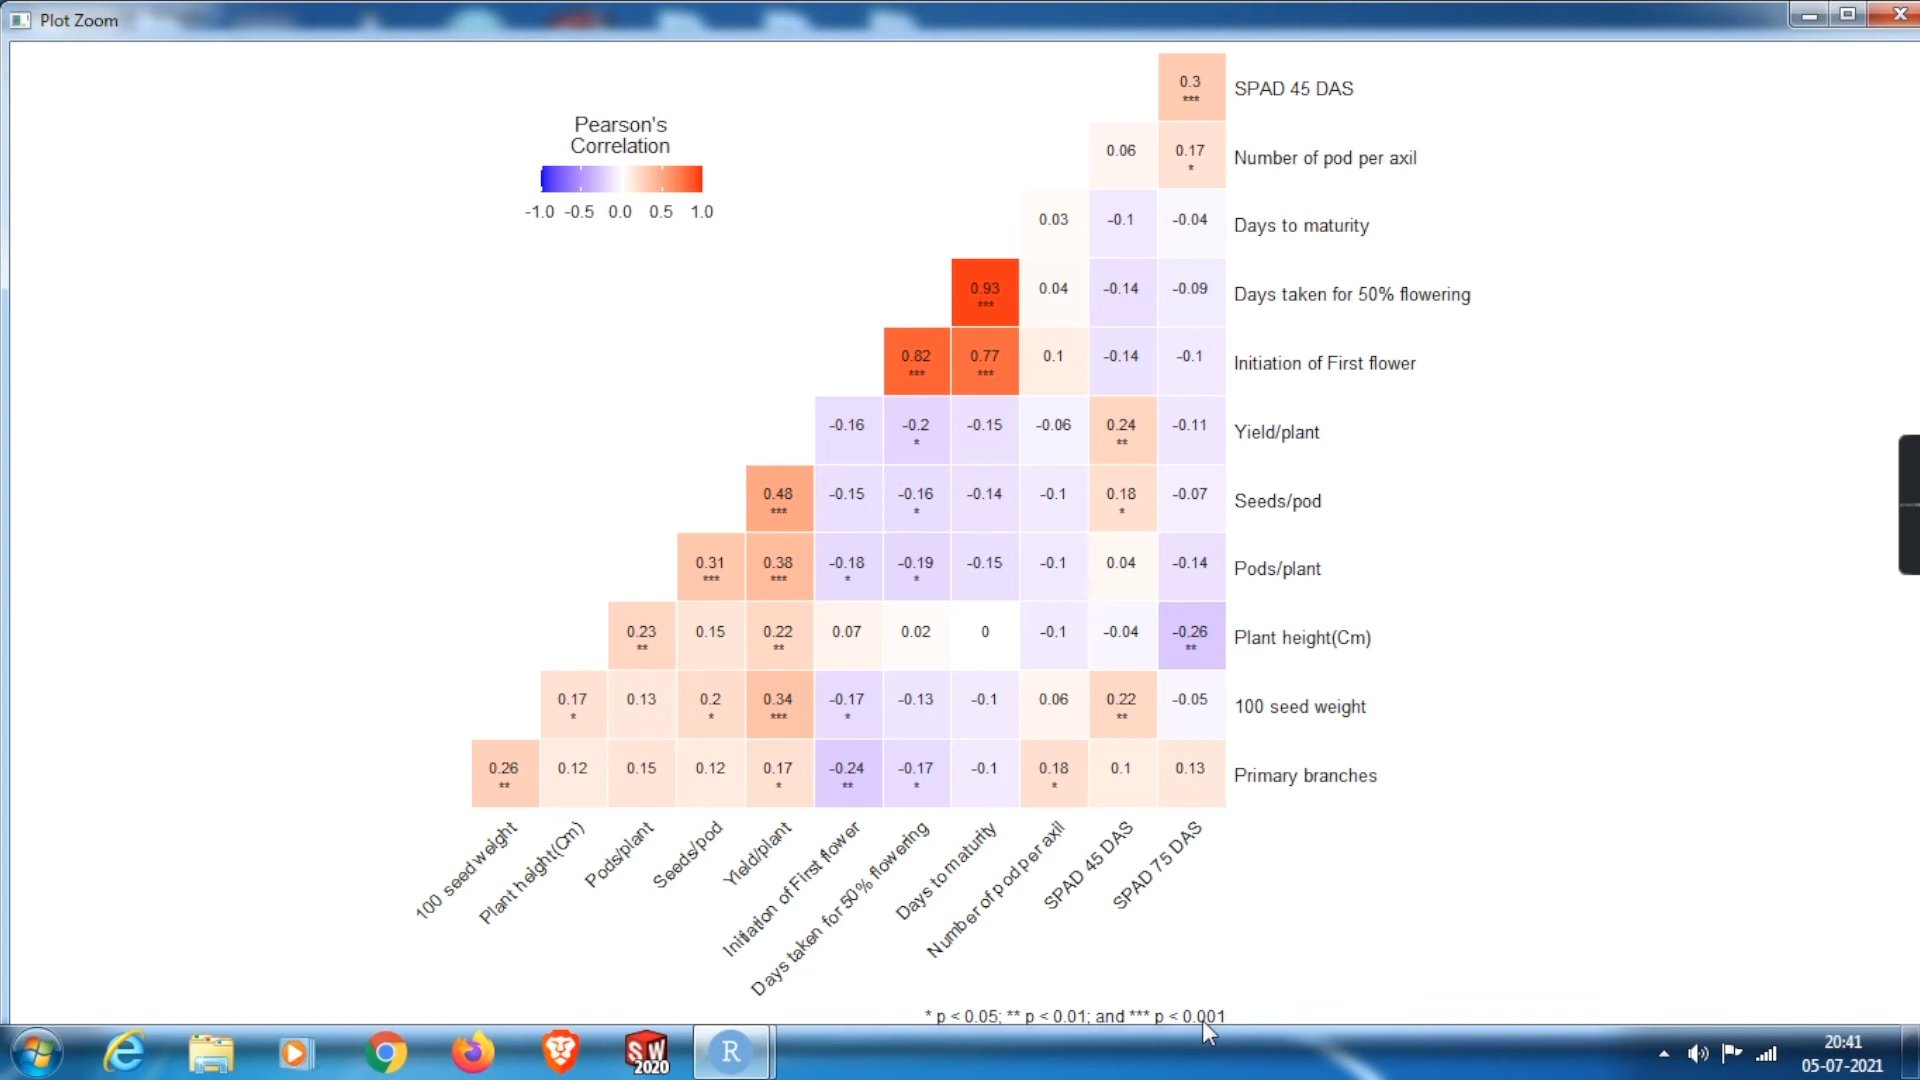 Plot Zoom
0.3 SPAD 45 DAS
***
Pearson's
Correlation
0.06 0.17 Number of pod per axil
*
-1.0 -0.5 0.0 0.5 1.0
0.03 -0.1 -0.04 Days to maturity
0.93 0.04 -0.14 -0.09 Days taken for 50% flowering
***
0.82 0.77 0.1 -0.14 -0.1 Initiation of First flower
*** ***
-0.16 -0.2 -0.15 -0.06 0.24 -0.11 Yield/plant
* **
0.48 -0.15 -0.16 -0.14 -0.1 0.18 -0.07 Seeds/pod
*** * *
0.31 0.38 -0.18 -0.19 -0.15 -0.1 0.04 -0.14 Pods/plant
*** *** * *
0.23 0.15 0.22 0.07 0.02 0 -0.1 -0.04 -0.26 Plant height(Cm)
** ** **
0.17 0.13 0.2 0.34 -0.17 -0.13 -0.1 0.06 0.22 -0.05 100 seed weight
* * *** * **
0.26 0.12 0.15 0.12 0.17 -0.24 -0.17 -0.1 0.18 0.1 0.13 Primary branches
** * ** * *
100 seed weight
Plant height(Cm)
Pods/plant
Seeds/pod
Yield/plant
Initiation of First flower
Days taken for 50% flowering
Days to maturity
Number of pod per axil
SPAD 45 DAS
SPAD 75 DAS
* p < 0.05; ** p < 0.01; and *** p < 0.001
SW
2020
R
20:41
05-07-2021